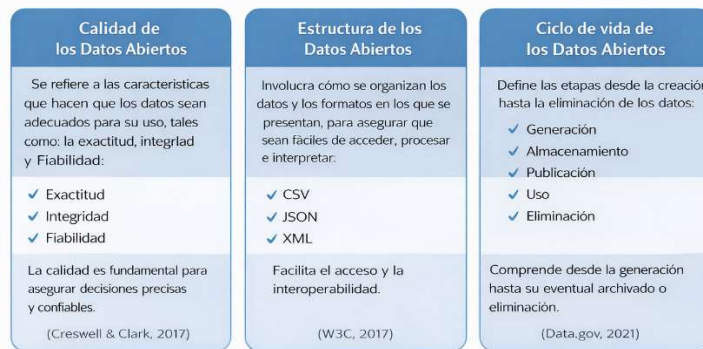 Calidad de
los Datos Abiertos
Se refiere a las caracteristicas
que hacen que los datos sean
adecuados para su uso, tales
como: la exactitud, integrlad
y Fiabilidad:
✓ Exactitud
✓ Integridad
✓ Fiabilidad
La calidad es fundamental para
asegurar decisiones precisas
y confiables.
(Creswell & Clark, 2017)
Estructura de los
Datos Abiertos
Involucra cómo se organizan los
datos y los formatos en los que se
presentan, para asegurar que
sean fàciles de acceder, procesar
e interpretar.
✓ CSV
✓ JSON
✓ XML
Facilita el acceso y la
interoperabilidad.
(W3C, 2017)
Ciclo de vida de
los Datos Abiertos
Define las etapas desde la creación
hasta la eliminación de los datos:
✓ Generación
✓ Almacenamiento
✓ Publicación
✓ Uso
✓ Eliminación
Comprende desde la generación
hasta su eventual archivado o
eliminación.
(Data.gov, 2021)